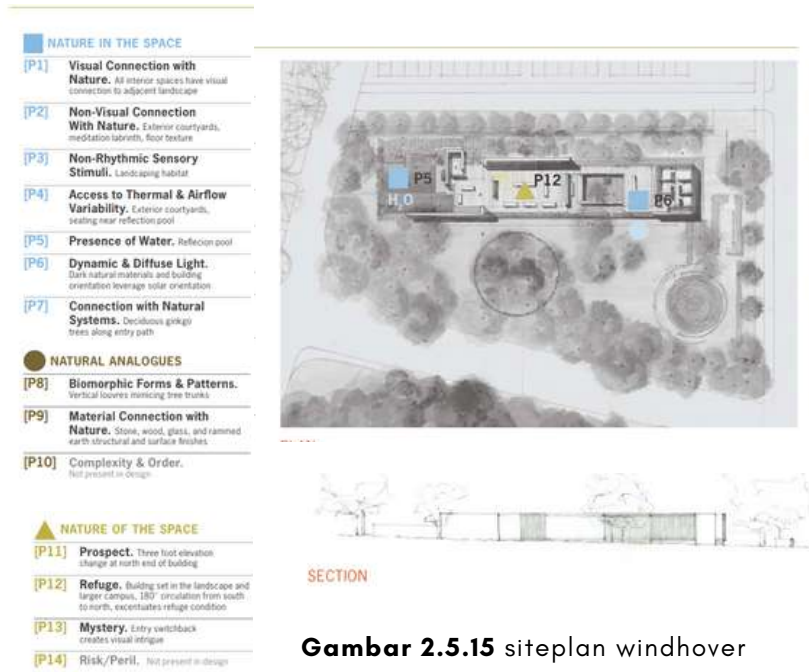 NATURE IN THE SPACE
[P1] Visual Connection with
Nature. All interior spaces have visual
connection to adjacent landscape
[P2] Non-Visual Connection
With Nature. Exterior courtyards,
meditation labrinth, floor texture
[P3] Non-Rhythmic Sensory
Stimuli. Landcaping habitat
[P4] Access to Thermal & Airflow
Variability. Exterior courtyards,
seating near reflection pool
[P5] Presence of Water. Reflecion pool
[P6] Dynamic & Diffuse Light.
Dark natural materials and building
orientation leverage solar orientation
[P7] Connection with Natural
Systems. Deciduous ginkgo
trees along entry path
NATURAL ANALOGUES
[P8] Biomorphic Forms & Patterns.
Vertical louvres mimicing tree trunks
[P9] Material Connection with
Nature. Stone, wood, glass, and rammed
earth structural and surface finishes
[P10] Complexity & Order.
Not present in design
NATURE OF THE SPACE
[P11] Prospect. Three foot elevation
change at north end of building
[P12] Refuge. Building set in the landscape and
larger campus, 180° circulation from south
to north, excentuates refuge condition
[P13] Mystery. Entry switchback
creates visual intrigue
[P14] Risk/Peril. Not present in design
P5
H2O
P12
P6
SECTION
Gambar 2.5.15 siteplan windhover